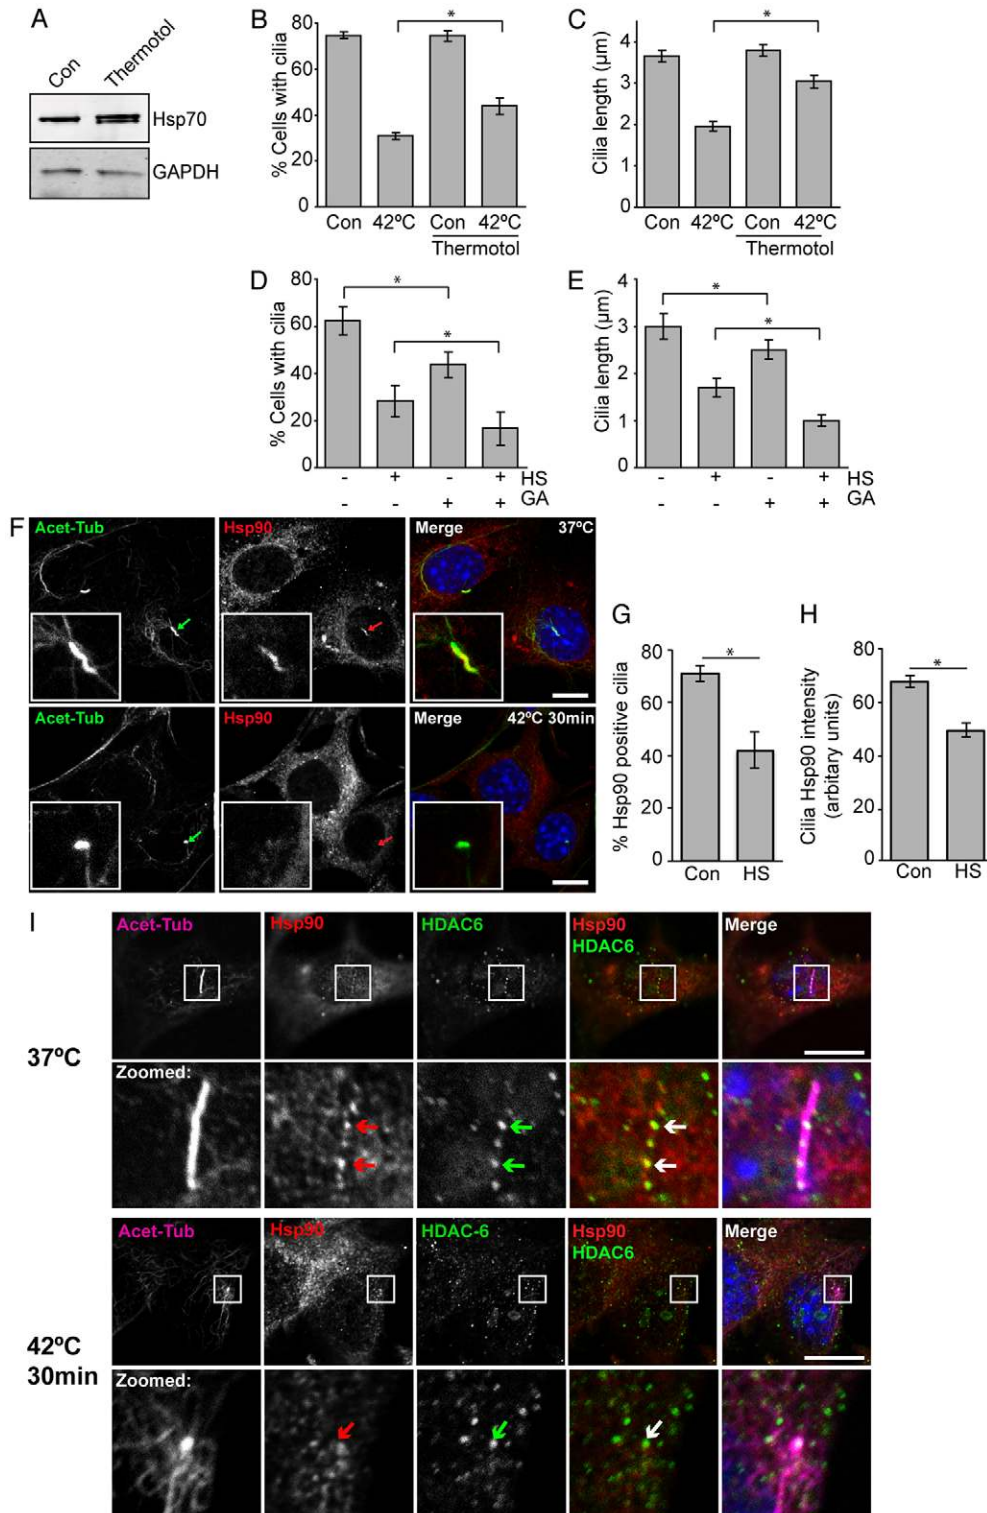 A
Con
Thermotol
Hsp70
GAPDH
B
% Cells with cilia
80
60
40
20
0
Con 42ºC Con 42ºC
Thermotol
*
C
Cilia length (µm)
4
3
2
1
0
Con 42ºC Con 42ºC
Thermotol
*
D
% Cells with cilia
80
60
40
20
0
*
*
- + - + HS
- - + + GA
E
Cilia length (µm)
4
3
2
1
0
*
*
- + - + HS
- - + + GA
F
Acet-Tub Hsp90 Merge 37ºC
Acet-Tub Hsp90 Merge 42ºC 30min
G
% Hsp90 positive cilia
80
60
40
20
0
*
Con HS
H
Cilia Hsp90 intensity
(arbitary units)
80
60
40
20
0
*
Con HS
I
37ºC
Acet-Tub Hsp90 HDAC6 Hsp90 Merge
HDAC6
Zoomed:
42ºC
30min
Acet-Tub Hsp90 HDAC-6 Hsp90 Merge
HDAC6
Zoomed: